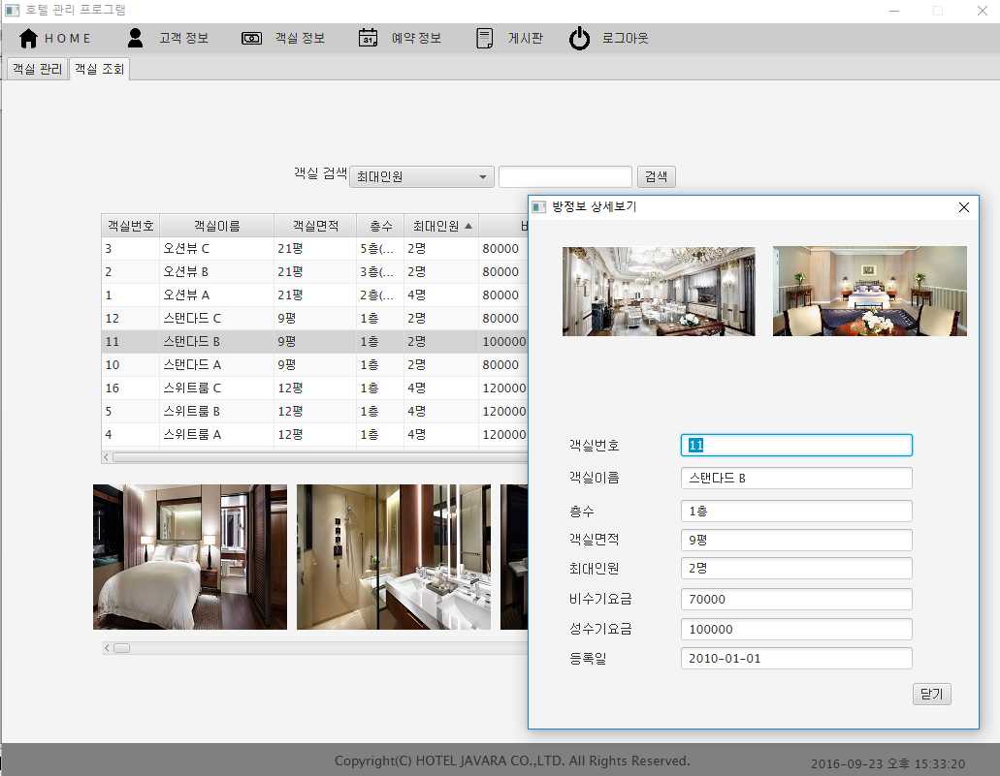 호텔 관리 프로그램
HOME 고객 정보 객실 정보 예약 정보 게시판 로그아웃
31
객실 관리 객실 조회
객실 검색 최대인원 검색
객실번호 객실이름 객실면적 층수 최대인원
3 오션뷰 C 21평 5층(... 2명 80000
2 오션뷰 B 21평 3층(... 2명 80000
1 오션뷰 A 21평 2층(... 4명 80000
12 스탠다드 C 9평 1층 2명 80000
11 스탠다드 B 9평 1층 2명 100000
10 스탠다드 A 9평 1층 2명 80000
16 스위트룸 C 12평 1층 4명 120000
5 스위트룸 B 12평 1층 4명 120000
4 스위트룸 A 12평 1층 4명 120000
방정보 상세보기
객실번호 11
객실이름 스탠다드 B
층수 1층
객실면적 9평
최대인원 2명
비수기요금 70000
성수기요금 100000
등록일 2010-01-01
닫기
Copyright(C) HOTEL JAVARA CO.,LTD. All Rights Reserved.
2016-09-23 오후 15:33:20